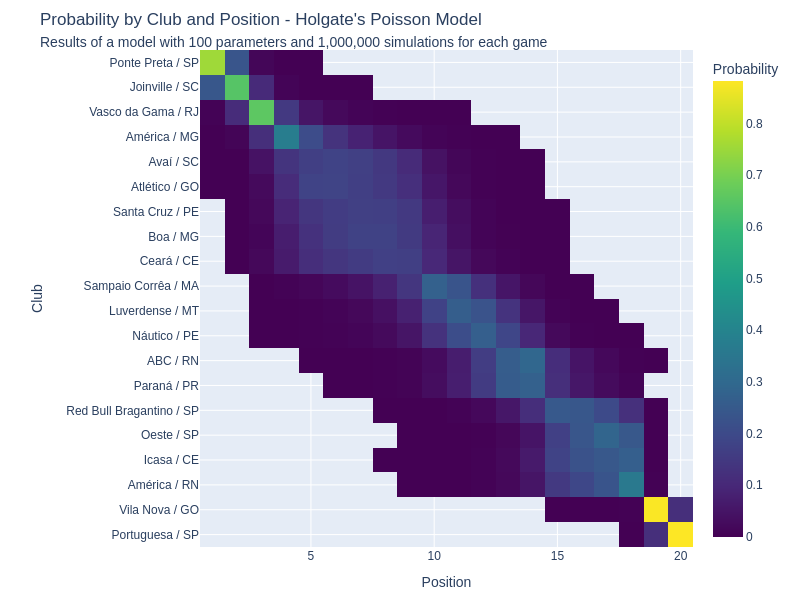 Probability by Club and Position - Holgate's Poisson Model
Results of a model with 100 parameters and 1,000,000 simulations for each game
Probability
Ponte Preta / SP
Joinville / SC
Vasco da Gama / RJ
América / MG
Avaí / SC
Atlético / GO
Santa Cruz / PE
Boa / MG
Ceará / CE
Sampaio Corrêa / MA
Luverdense / MT
Náutico / PE
ABC / RN
Paraná / PR
Red Bull Bragantino / SP
Oeste / SP
Icasa / CE
América / RN
Vila Nova / GO
Portuguesa / SP
Club
5
10
15
20
Position
0.8
0.7
0.6
0.5
0.4
0.3
0.2
0.1
0